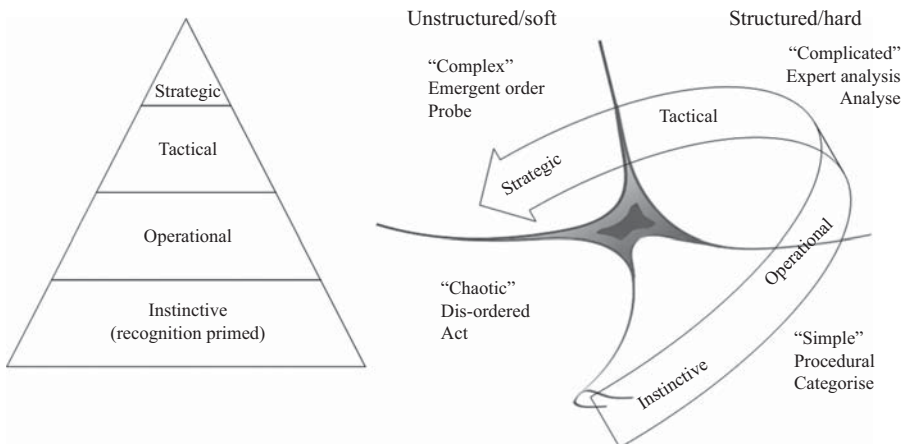 Strategic
Tactical
Operational
Instinctive
(recognition primed)
Unstructured/soft
Structured/hard
“Complex”
Emergent order
Probe
“Complicated”
Expert analysis
Analyse
Tactical
Strategic
Operational
“Chaotic”
Dis-ordered
Act
“Simple”
Procedural
Categorise
Instinctive